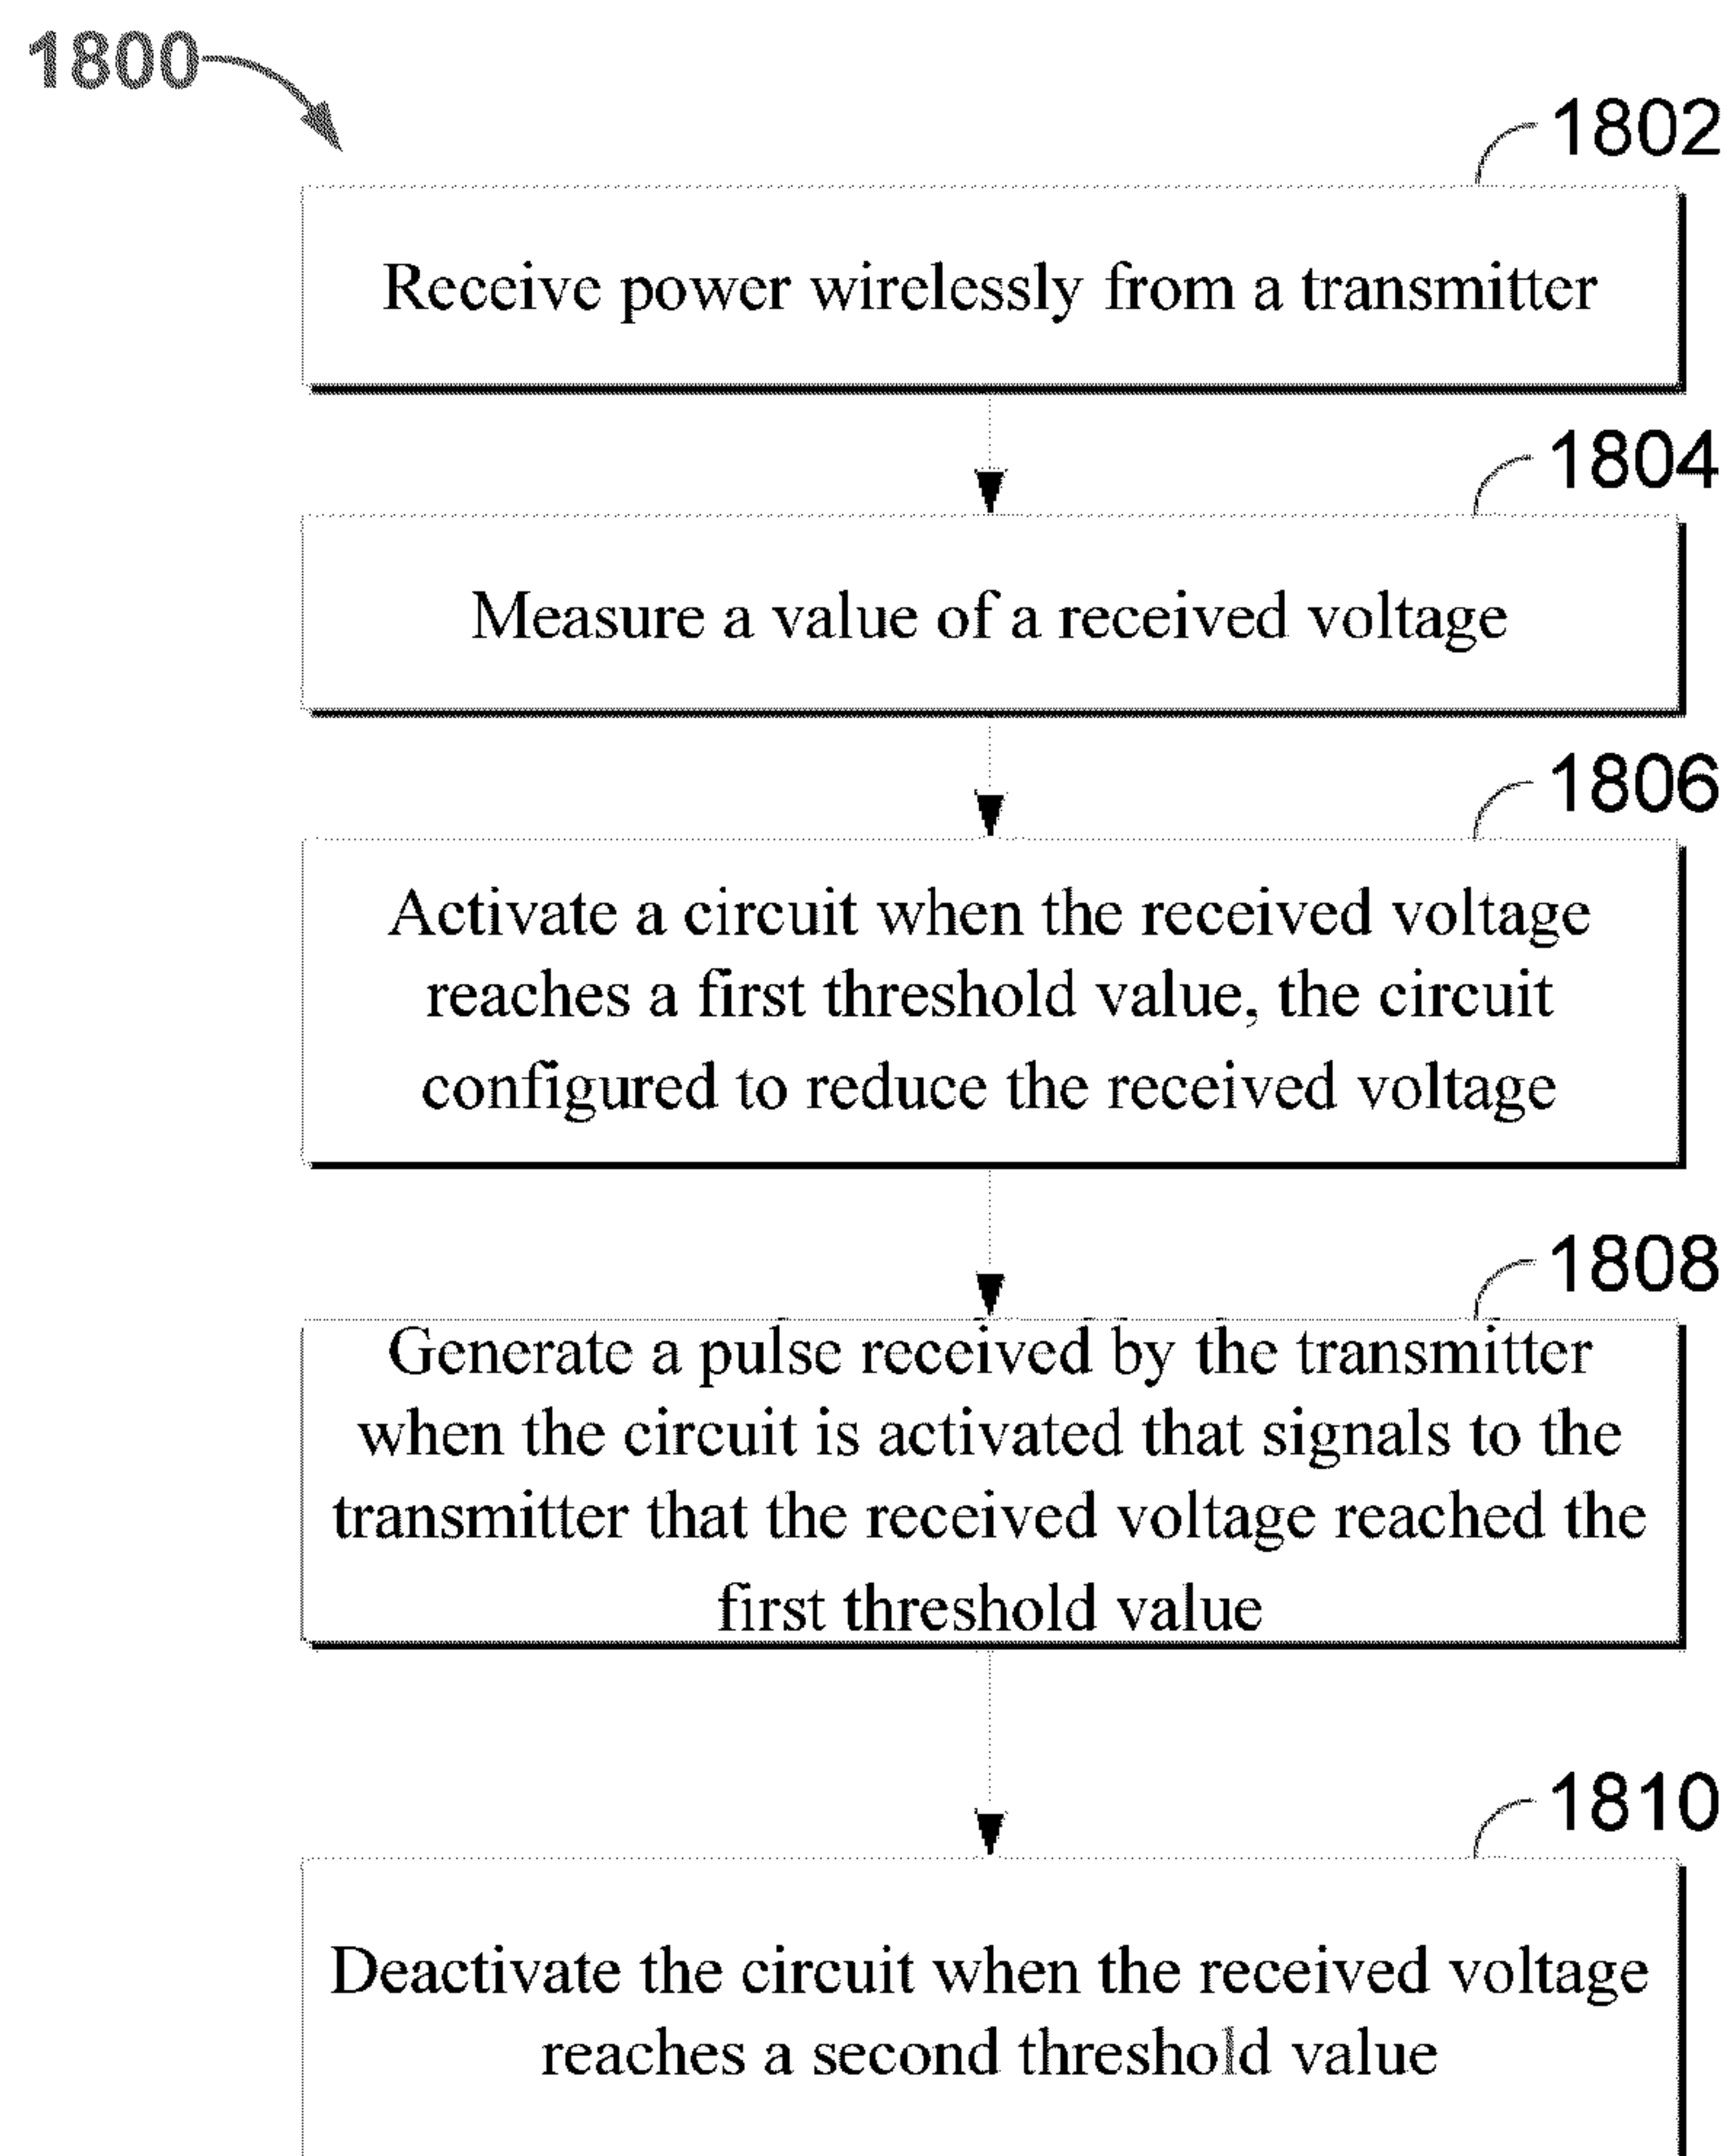 1800
1802
Receive power wirelessly from a transmitter
1804
Measure a value of a received voltage
1806
Activate a circuit when the received voltage
reaches a first threshold value, the circuit
configured to reduce the received voltage
1808
Generate a pulse received by the transmitter
when the circuit is activated that signals to the
transmitter that the received voltage reached the
first threshold value
1810
Deactivate the circuit when the received voltage
reaches a second threshold value